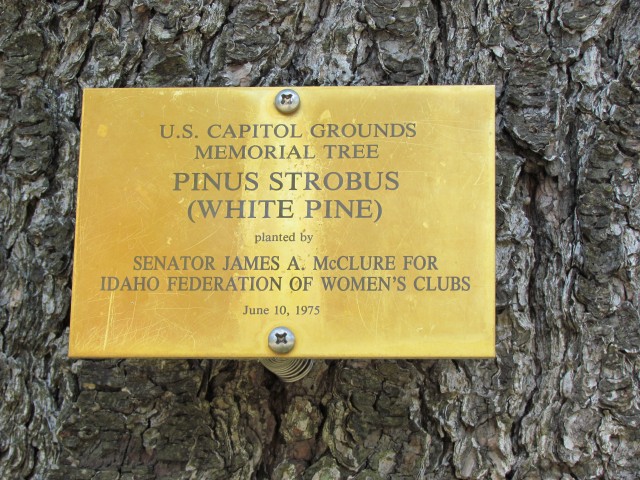 U.S. CAPITOL GROUNDS
MEMORIAL TREE
PINUS STROBUS
(WHITE PINE)
planted by
SENATOR JAMES A. McCLURE FOR
IDAHO FEDERATION OF WOMEN'S CLUBS
June 10, 1975